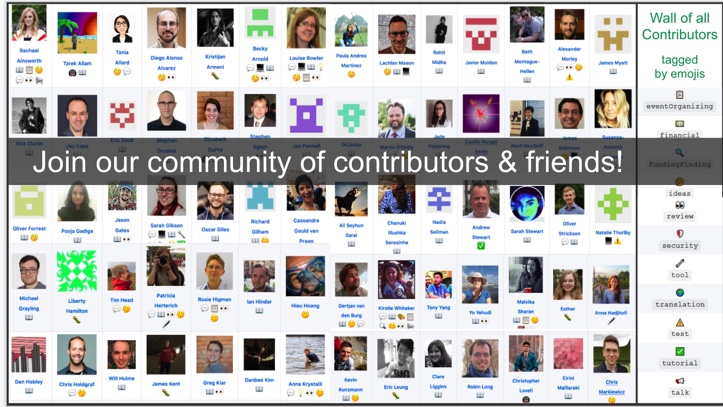 Rachael Ainsworth
Tarek Allam
Tania Allard
Diego Alonso Alvarez
Kristijan Armeni
Becky Arnold
Louise Bowler
Paula Andrea Martinez
Lachlan Mason
Rohit Midha
Javier Moldon
Beth Montague-Hellen
Alexander Morley
James Myatt
Wall of all Contributors
tagged by emojis
eventOrganizing
financial
fundingFinding
Join our community of contributors & friends!
Oliver Forrest
Pooja Gadige
Jason Gates
Sarah Gibson
Oscar Giles
Richard Gilham
Cassandra Gould van Praag
Ali Seyhun Saral
Chanuki Illushka Seresinhe
Nadia Soliman
Andrew Stewart
Sarah Stewart
Oliver Strickson
Natalie Thurlby
ideas
review
security
Michael Grayling
Liberty Hamilton
Tim Head
Patricia Herterich
Rosie Higman
Ian Hinder
Hieu Hoang
Gertjan van den Burg
Kirstie Whitaker
Tony Yang
Yo Yehudi
Malvika Sharan
Esther
Anna Hadjitofi
tool
translation
test
Dan Hobley
Chris Holdgraf
Will Hulme
James Kent
Greg Kiar
Danbee Kim
Anna Krystalli
Kevin Kunzmann
Eric Leung
Clare Liggins
Robin Long
Christopher Lovell
Eirini Malliaraki
Chris Markiewicz
tutorial
talk